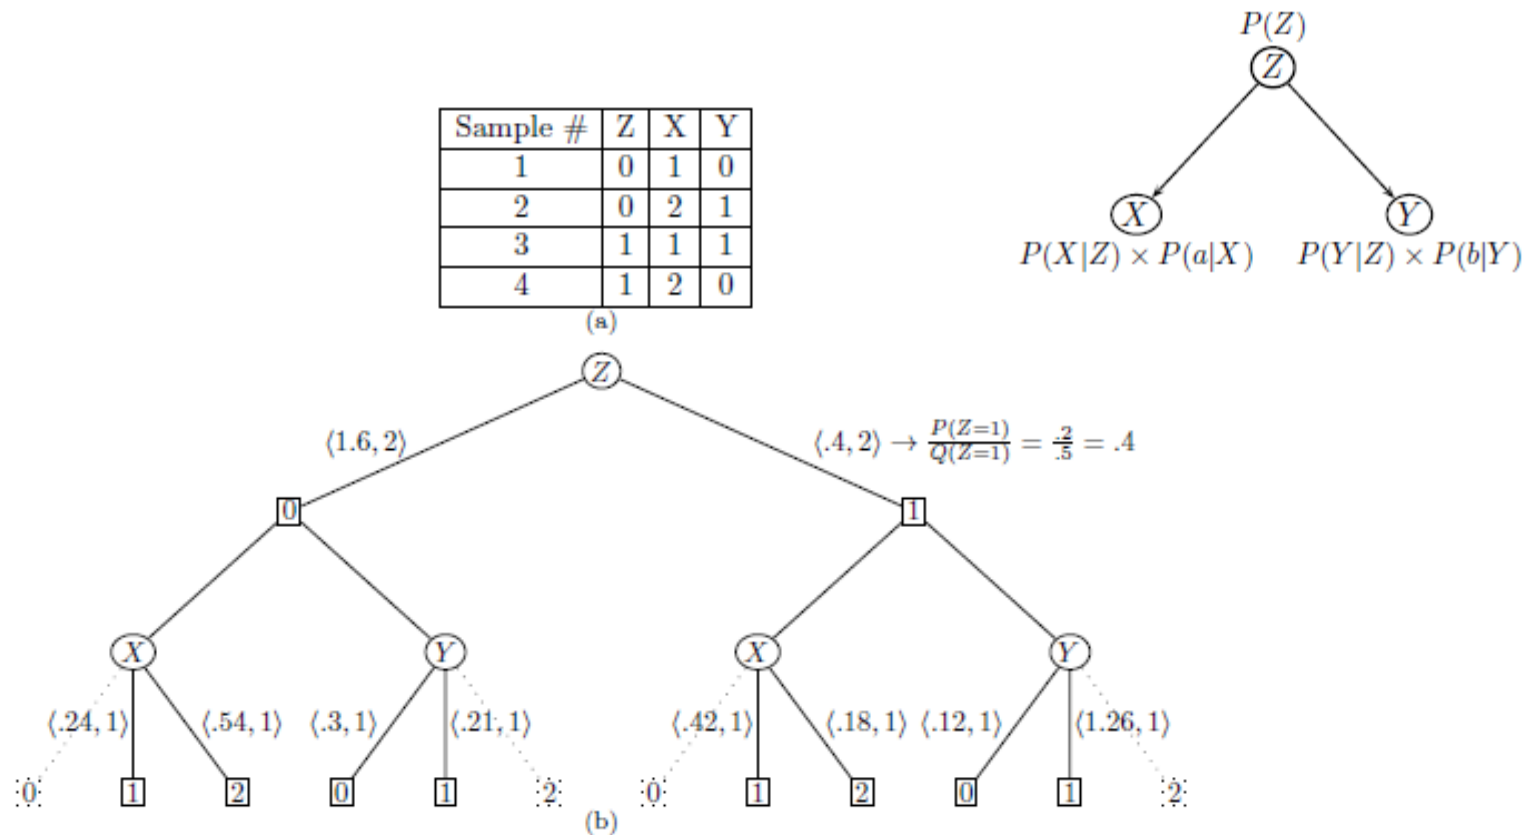 P(Z)
Z
X
Y
P(X|Z) × P(a|X)
P(Y|Z) × P(b|Y)
Sample # Z X Y
1 0 1 0
2 0 2 1
3 1 1 1
4 1 2 0
(a)
Z
⟨1.6, 2⟩
⟨.4, 2⟩ → P(Z=1)/Q(Z=1) = .2/.5 = .4
0 1
X Y X Y
⟨.24, 1⟩ ⟨.54, 1⟩ ⟨.3, 1⟩ ⟨.21, 1⟩ ⟨.42, 1⟩ ⟨.18, 1⟩ ⟨.12, 1⟩ ⟨1.26, 1⟩
0 1 2 0 1 2 0 1 2 0 1 2
(b)